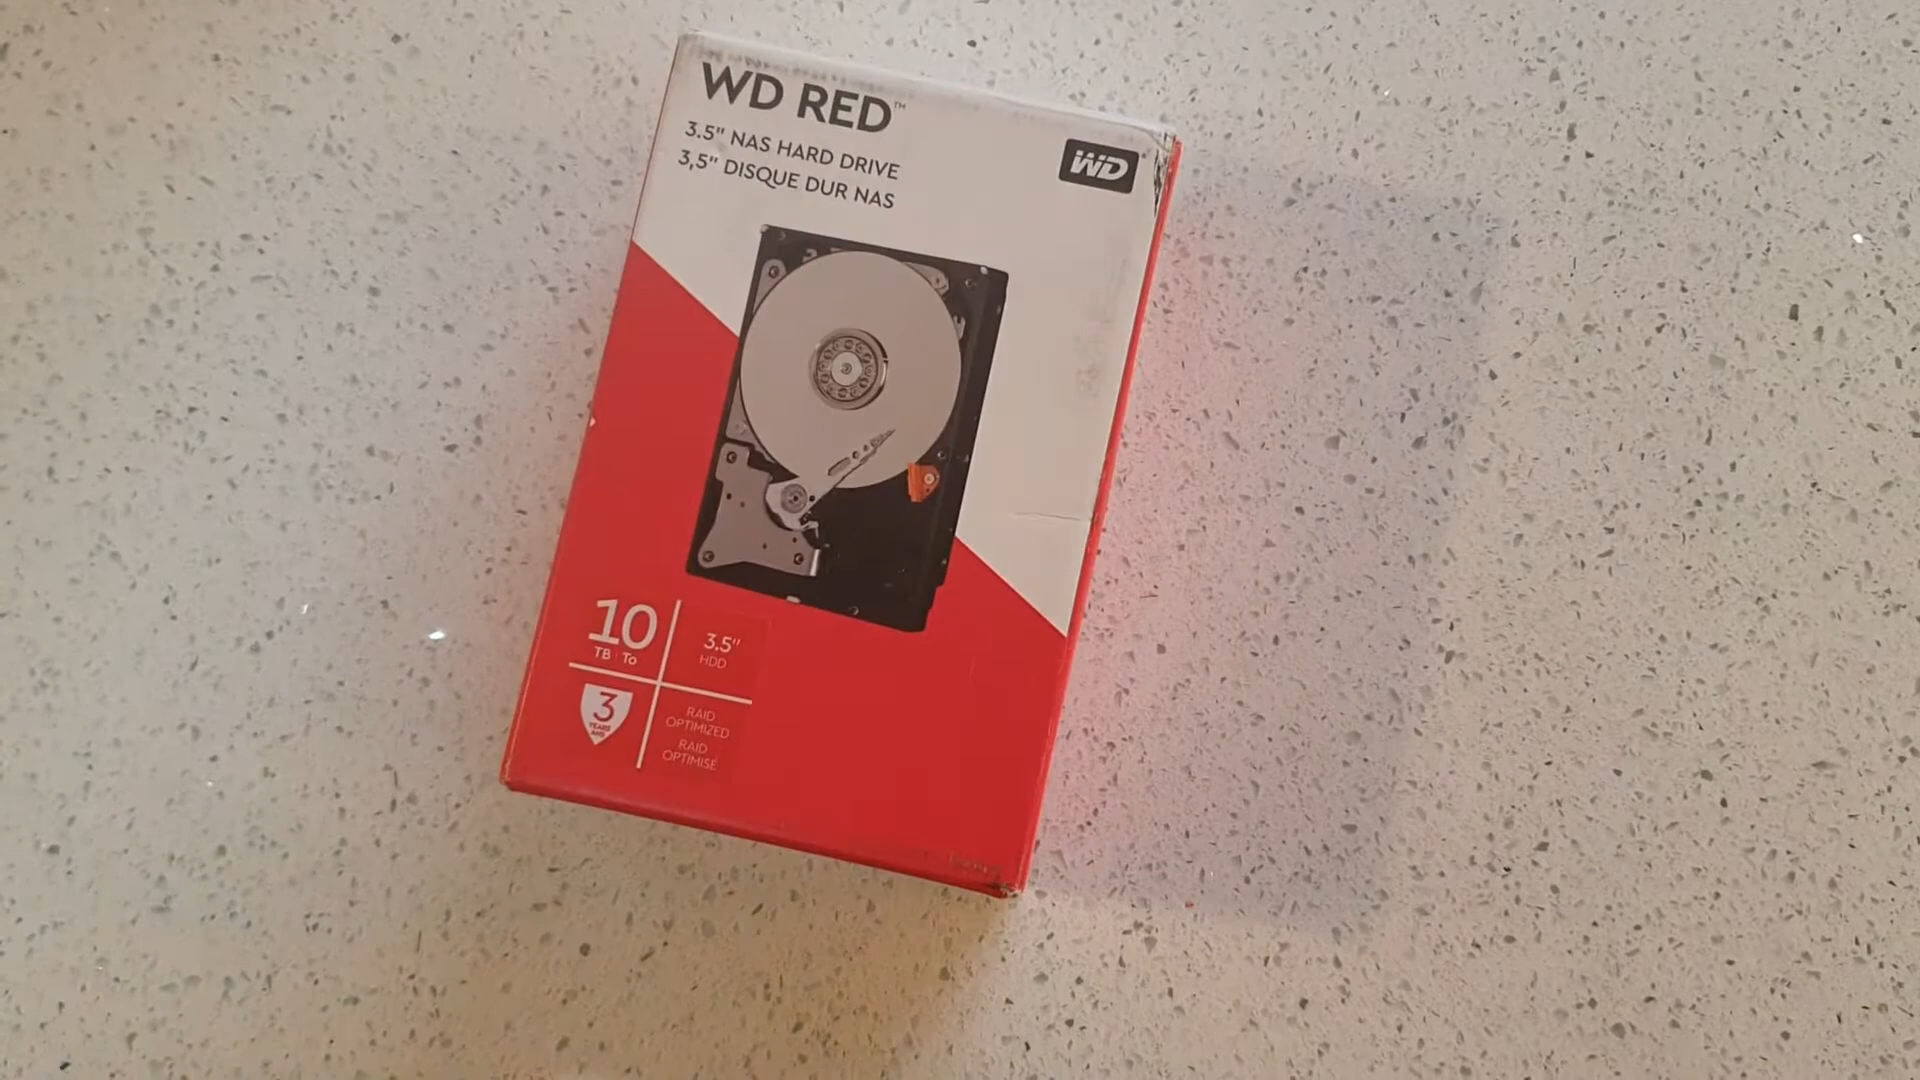 WD RED™
3.5" NAS HARD DRIVE
3,5" DISQUE DUR NAS
WD
10
TB To
3.5"
HDD
3
YEARS
ANS
RAID
OPTIMIZED
RAID
OPTIMISÉ